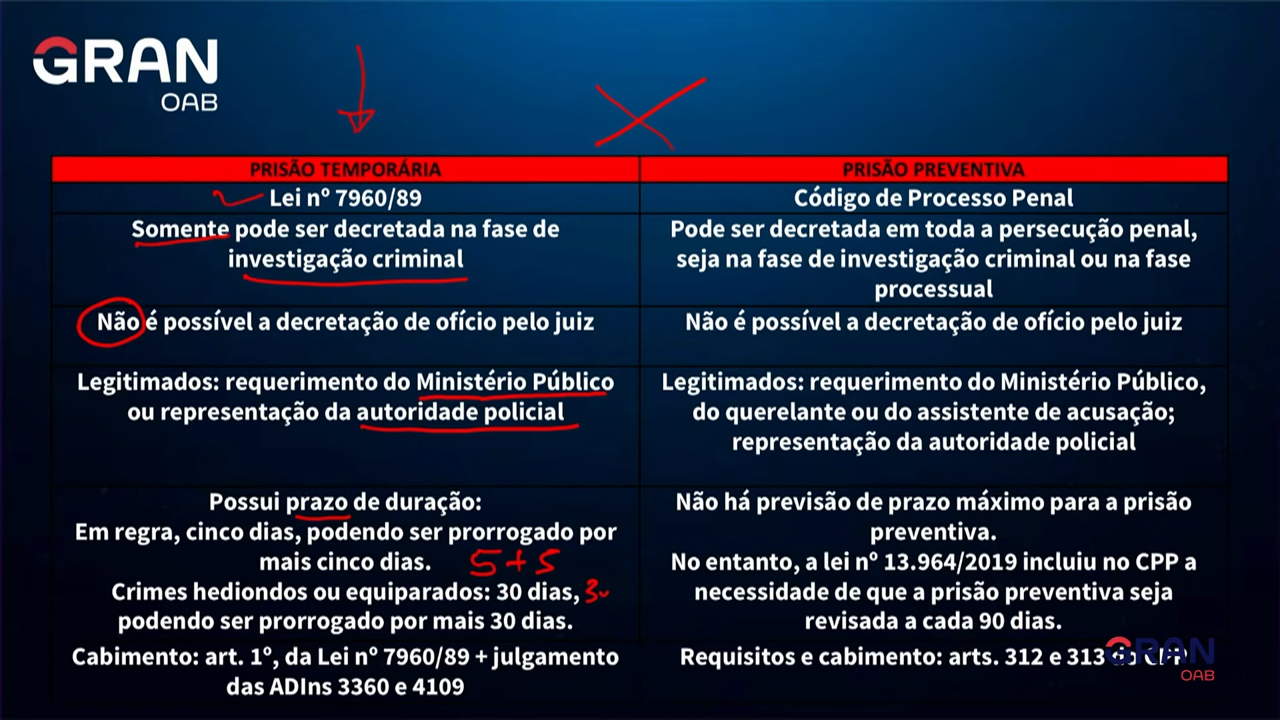 GRAN
OAB
PRISÃO TEMPORÁRIA
PRISÃO PREVENTIVA
Lei nº 7960/89
Código de Processo Penal
Somente pode ser decretada na fase de
investigação criminal
Pode ser decretada em toda a persecução penal,
seja na fase de investigação criminal ou na fase
processual
Não é possível a decretação de ofício pelo juiz
Não é possível a decretação de ofício pelo juiz
Legitimados: requerimento do Ministério Público
ou representação da autoridade policial
Legitimados: requerimento do Ministério Público,
do querelante ou do assistente de acusação;
representação da autoridade policial
Possui prazo de duração:
Em regra, cinco dias, podendo ser prorrogado por
mais cinco dias. 5+5
Crimes hediondos ou equiparados: 30 dias,
podendo ser prorrogado por mais 30 dias.
Não há previsão de prazo máximo para a prisão
preventiva.
No entanto, a lei nº 13.964/2019 incluiu no CPP a
necessidade de que a prisão preventiva seja
revisada a cada 90 dias.
Cabimento: art. 1º, da Lei nº 7960/89 + julgamento
das ADIns 3360 e 4109
Requisitos e cabimento: arts. 312 e 313 do CPP
GRAN
OAB